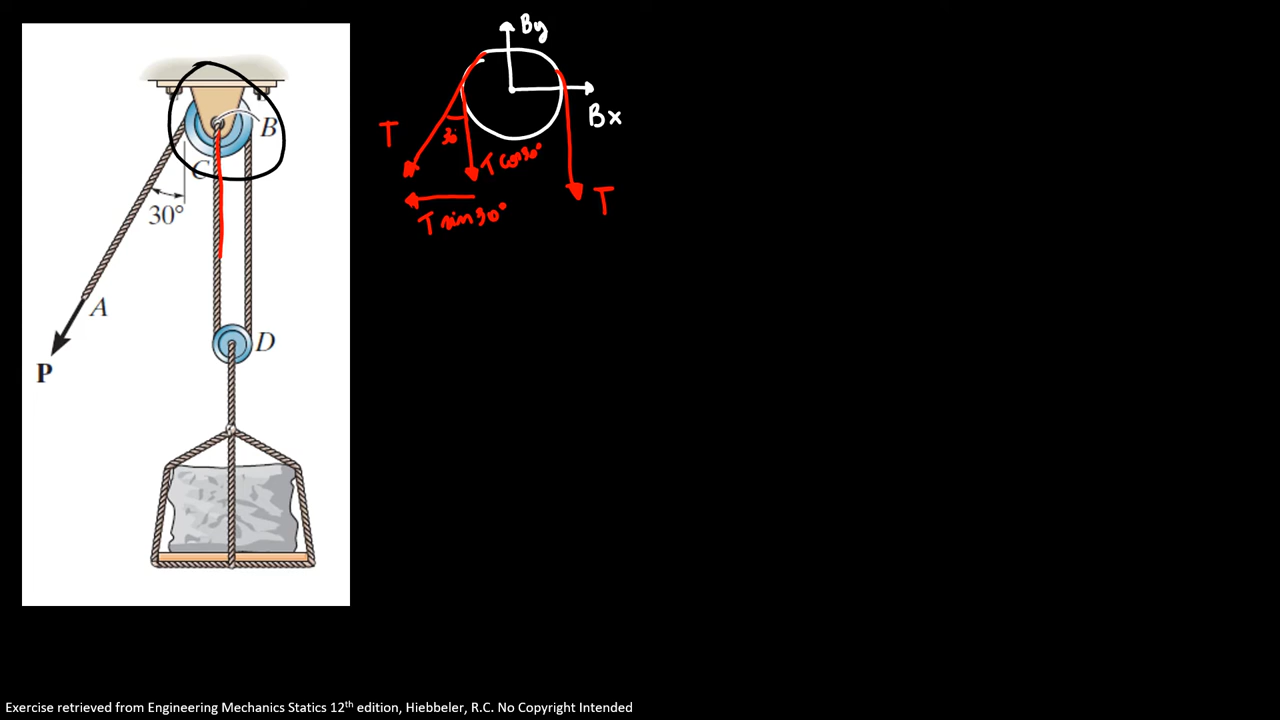 B
C
30°
A
P
D
By
Bx
T
30°
T cos30°
T sin30°
T
Exercise retrieved from Engineering Mechanics Statics 12th edition, Hiebbeler, R.C. No Copyright Intended